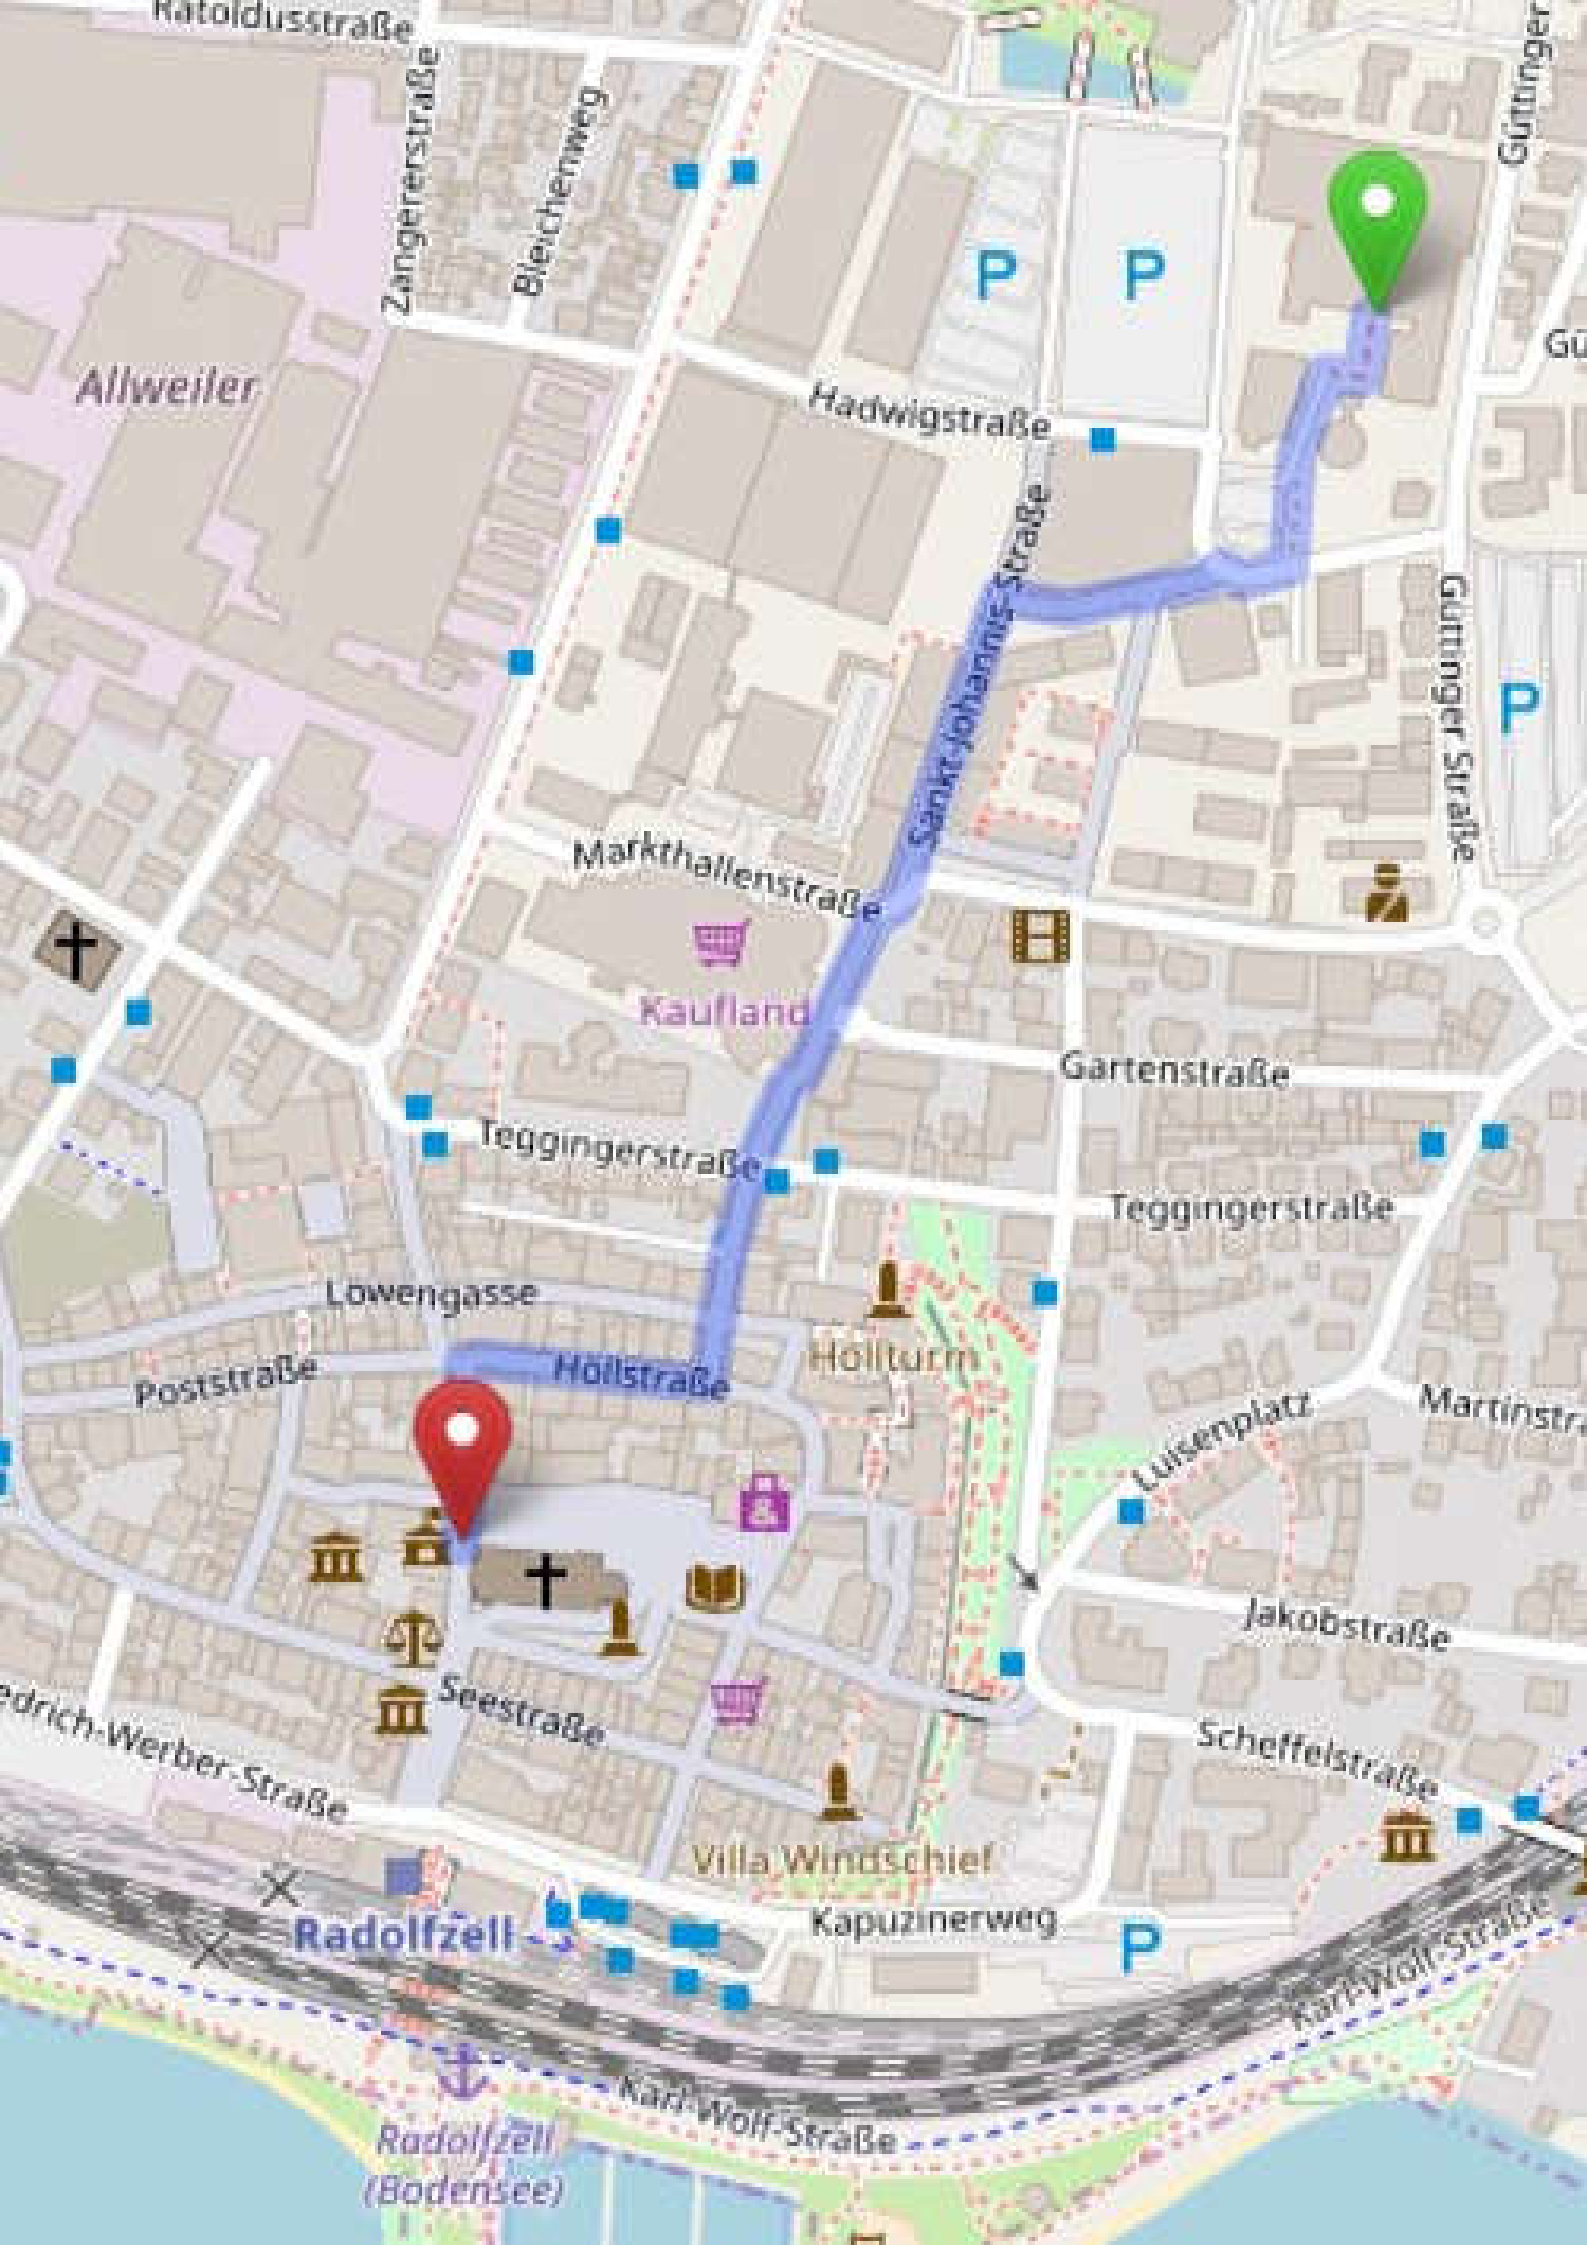 Ratoldusstraße
Zangererstraße
Bleichenweg
Güttinger
P
P
Gü
Allweiler
Hadwigstraße
Sankt-Johannis-Straße
Güttinger Straße
P
Markthallenstraße
Kaufland
Gartenstraße
Teggingerstraße
Teggingerstraße
Löwengasse
Höllturm
Poststraße
Höllstraße
Luisenplatz
Martinstra
Jakobstraße
Seestraße
edrich-Werber-Straße
Scheffelstraße
Villa Windschief
Radolfzell
Kapuzinerweg
P
Karl-Wolf-Straße
Karl-Wolf-Straße
Radolfzell
(Bodensee)